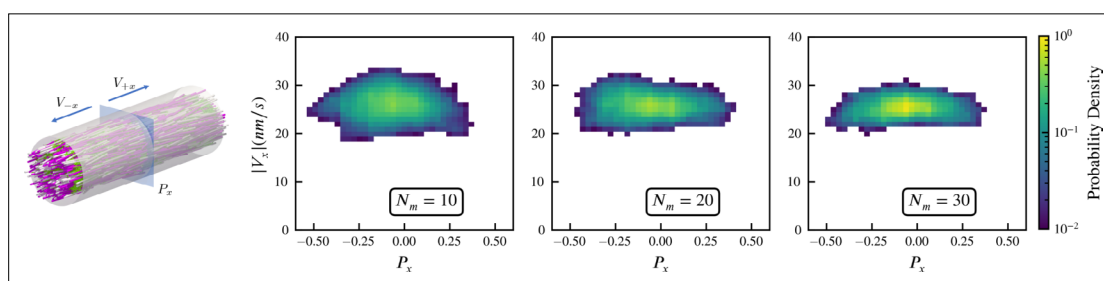 V₋ₓ
V₊ₓ
Pₓ
|Vₓ|(nm/s)
40
30
20
10
0
Nₘ = 10
−0.50 −0.25 0.00 0.25 0.50
Pₓ
40
30
20
10
0
Nₘ = 20
−0.50 −0.25 0.00 0.25 0.50
Pₓ
40
30
20
10
0
Nₘ = 30
−0.50 −0.25 0.00 0.25 0.50
Pₓ
10⁰
10⁻¹
10⁻²
Probability Density